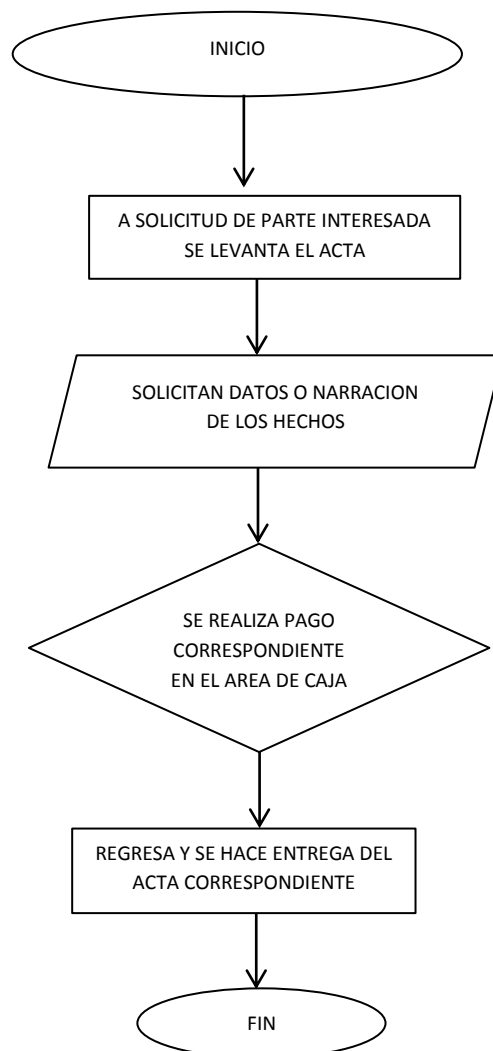 INICIO
A SOLICITUD DE PARTE INTERESADA
SE LEVANTA EL ACTA
SOLICITAN DATOS O NARRACION
DE LOS HECHOS
SE REALIZA PAGO
CORRESPONDIENTE
EN EL AREA DE CAJA
REGRESA Y SE HACE ENTREGA DEL
ACTA CORRESPONDIENTE
FIN